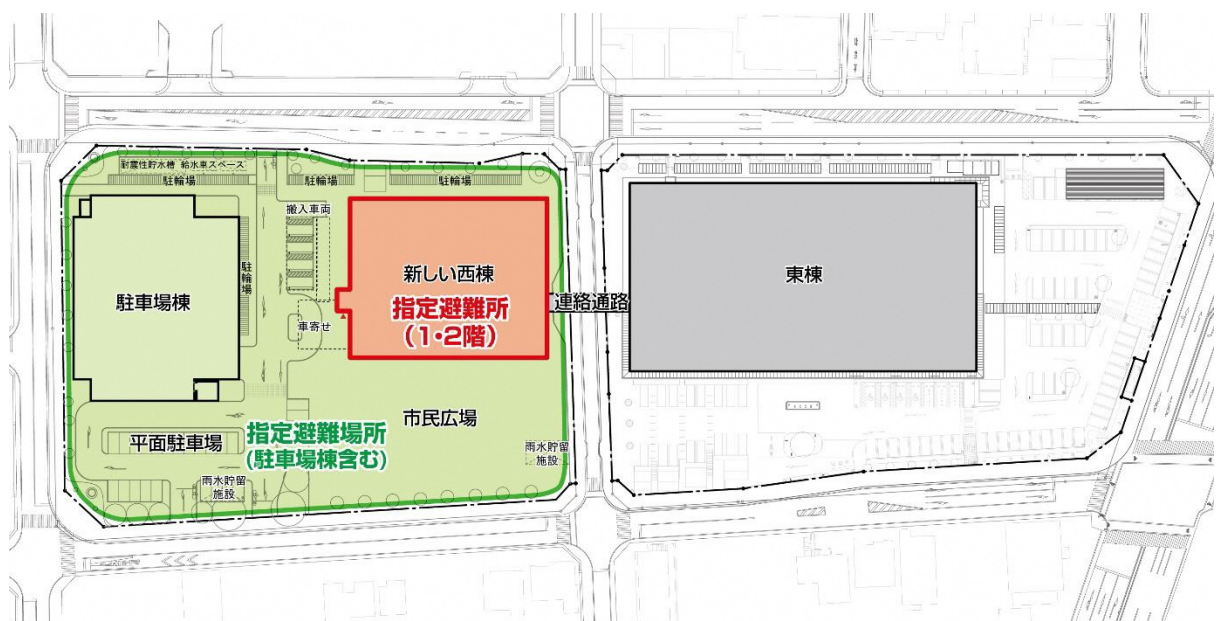 耐震性貯水槽 給水車スペース
駐輪場
駐輪場
駐輪場
搬入車両
駐車場棟
駐輪場
新しい西棟
指定避難所
(1・2階)
連絡通路
東棟
車寄せ
市民広場
平面駐車場
指定避難場所
(駐車場棟含む)
雨水貯留
施設
雨水貯留
施設